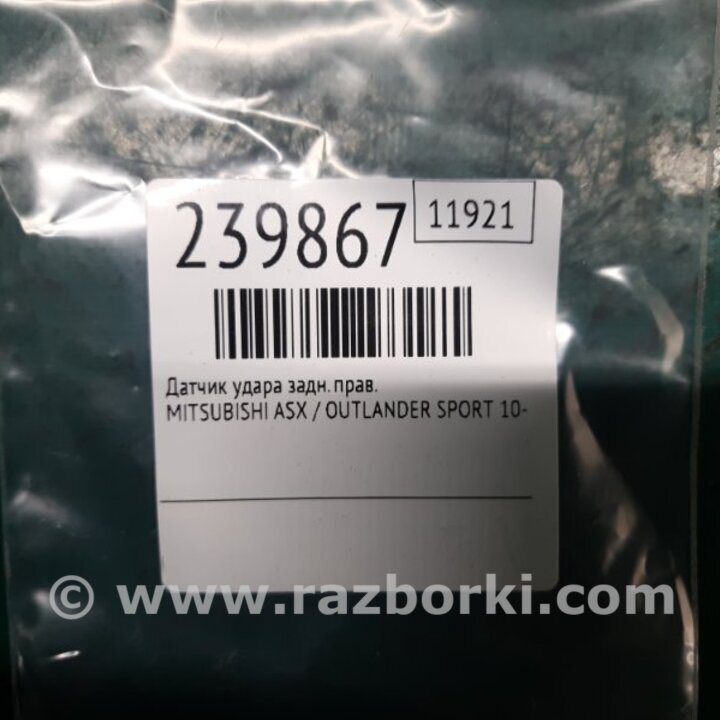 239867
11921
Датчик удара задн. прав.
MITSUBISHI ASX / OUTLANDER SPORT 10-
© www.razborki.com